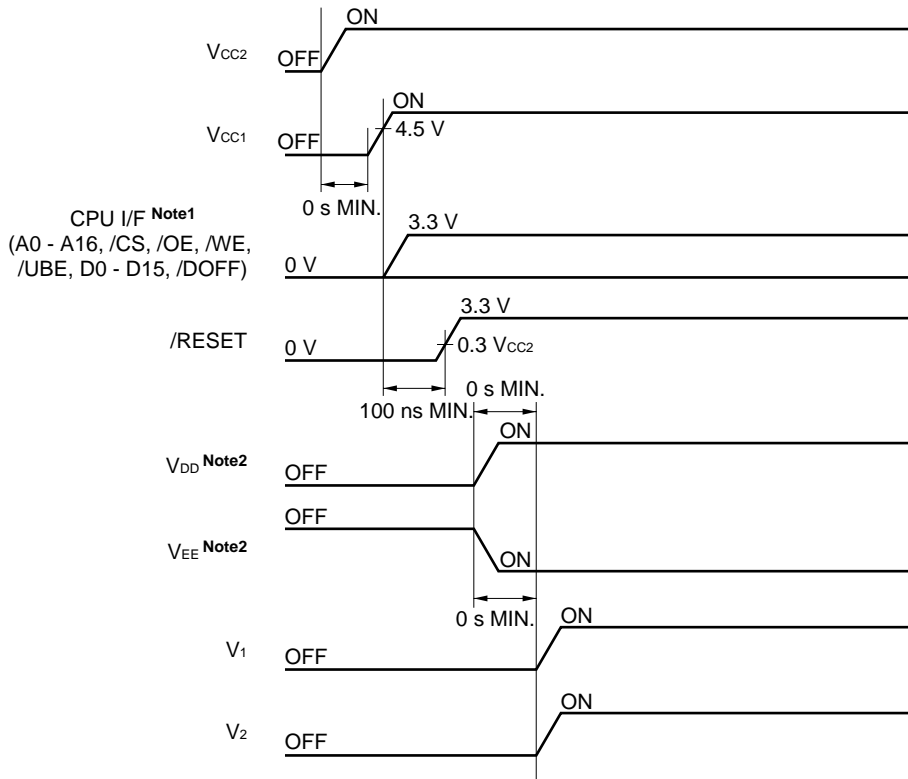 ON
VCC2 OFF
ON
4.5 V
VCC1 OFF
0 s MIN.
CPU I/F Note1
(A0 - A16, /CS, /OE, /WE,
/UBE, D0 - D15, /DOFF)
3.3 V
0 V
3.3 V
/RESET 0 V
0.3 VCC2
0 s MIN.
100 ns MIN.
ON
VDD Note2 OFF
OFF
VEE Note2 ON
0 s MIN.
ON
V1 OFF
ON
V2 OFF